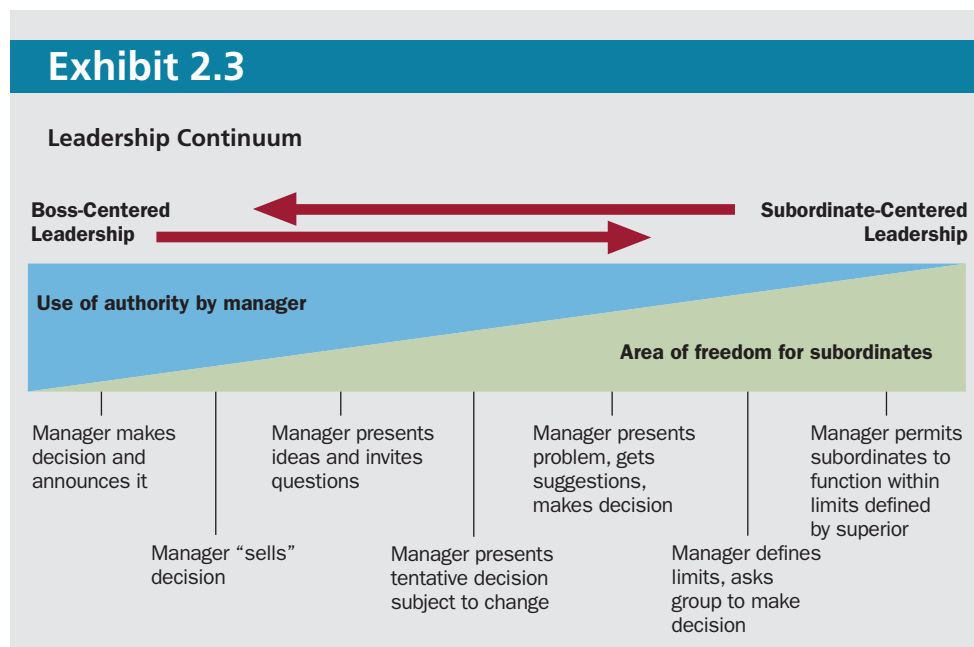 Exhibit 2.3
Leadership Continuum
Boss-Centered
Leadership
Subordinate-Centered
Leadership
Use of authority by manager
Area of freedom for subordinates
Manager makes
decision and
announces it
Manager “sells”
decision
Manager presents
ideas and invites
questions
Manager presents
tentative decision
subject to change
Manager presents
problem, gets
suggestions,
makes decision
Manager defines
limits, asks
group to make
decision
Manager permits
subordinates to
function within
limits defined
by superior